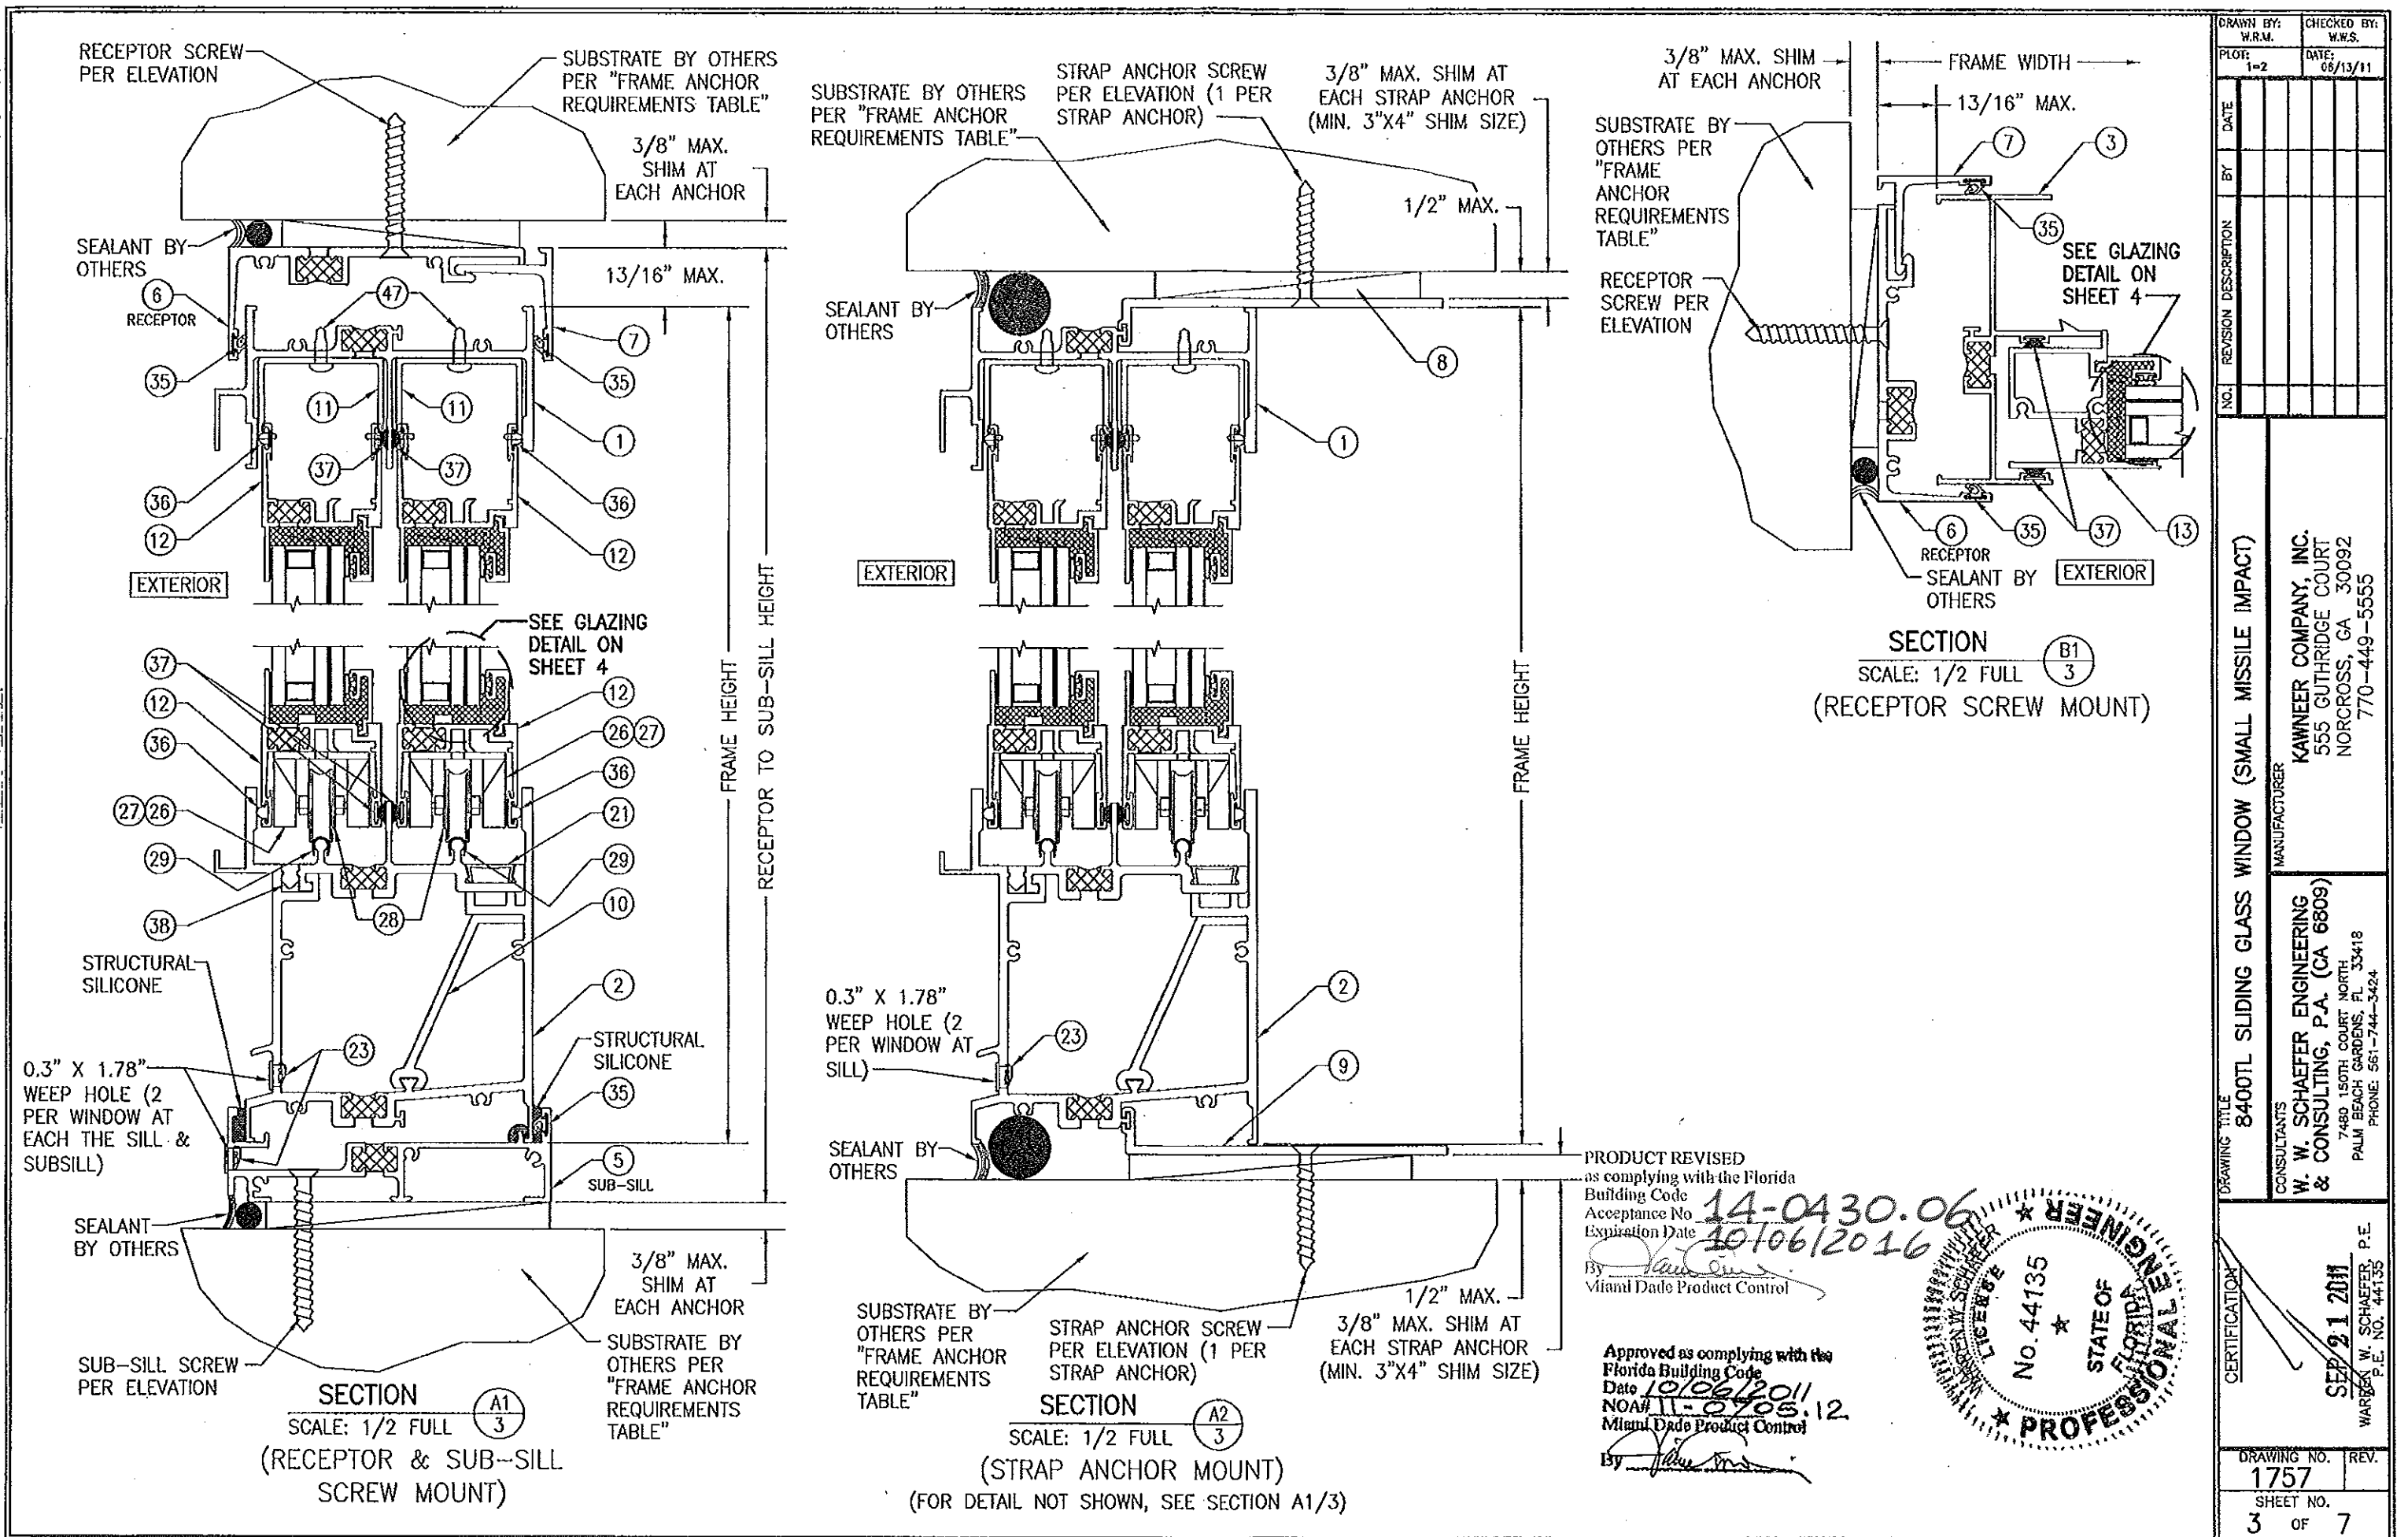 RECEPTOR SCREW
PER ELEVATION
SUBSTRATE BY OTHERS
PER "FRAME ANCHOR
REQUIREMENTS TABLE"
3/8" MAX.
SHIM AT
EACH ANCHOR
SEALANT BY
OTHERS
13/16" MAX.
6
RECEPTOR
47
7
35
35
11
11
1
37
37
36
36
12
12
EXTERIOR
SEE GLAZING
DETAIL ON
SHEET 4
37
12
12
26
27
36
36
27
26
21
29
29
38
28
10
STRUCTURAL
SILICONE
2
23
STRUCTURAL
SILICONE
0.3" X 1.78"
WEEP HOLE (2
PER WINDOW AT
EACH THE SILL &
SUBSILL)
35
5
SUB-SILL
SEALANT
BY OTHERS
3/8" MAX.
SHIM AT
EACH ANCHOR
SUB-SILL SCREW
PER ELEVATION
SUBSTRATE BY
OTHERS PER
"FRAME ANCHOR
REQUIREMENTS
TABLE"
FRAME HEIGHT
RECEPTOR TO SUB-SILL HEIGHT
SECTION
A1
3
SCALE: 1/2 FULL
(RECEPTOR & SUB-SILL
SCREW MOUNT)
SUBSTRATE BY OTHERS
PER "FRAME ANCHOR
REQUIREMENTS TABLE"
STRAP ANCHOR SCREW
PER ELEVATION (1 PER
STRAP ANCHOR)
3/8" MAX. SHIM AT
EACH STRAP ANCHOR
(MIN. 3"X4" SHIM SIZE)
1/2" MAX.
SEALANT BY
OTHERS
8
1
EXTERIOR
FRAME HEIGHT
0.3" X 1.78"
WEEP HOLE (2
PER WINDOW AT
SILL)
23
2
9
SEALANT BY
OTHERS
SUBSTRATE BY
OTHERS PER
"FRAME ANCHOR
REQUIREMENTS
TABLE"
STRAP ANCHOR SCREW
PER ELEVATION (1 PER
STRAP ANCHOR)
1/2" MAX.
3/8" MAX. SHIM AT
EACH STRAP ANCHOR
(MIN. 3"X4" SHIM SIZE)
SECTION
A2
3
SCALE: 1/2 FULL
(STRAP ANCHOR MOUNT)
(FOR DETAIL NOT SHOWN, SEE SECTION A1/3)
3/8" MAX. SHIM
AT EACH ANCHOR
FRAME WIDTH
13/16" MAX.
SUBSTRATE BY
OTHERS PER
"FRAME
ANCHOR
REQUIREMENTS
TABLE"
7
3
35
SEE GLAZING
DETAIL ON
SHEET 4
RECEPTOR
SCREW PER
ELEVATION
6
RECEPTOR
35
37
13
SEALANT BY
OTHERS
EXTERIOR
SECTION
B1
3
SCALE: 1/2 FULL
(RECEPTOR SCREW MOUNT)
PRODUCT REVISED
as complying with the Florida
Building Code
Acceptance No 14-0430.06
Expiration Date 10/06/2016
By
Miami Dade Product Control
Approved as complying with the
Florida Building Code
Date 10/06/2011
NOA# 11-0705.12
Miami Dade Product Control
By
WARREN W. SCHAEFER
LICENSE
No. 44135
STATE OF
FLORIDA
PROFESSIONAL ENGINEER
DRAWN BY:
W.R.M.
CHECKED BY:
W.W.S.
PLOT:
1=2
DATE:
06/13/11
NO.
REVISION DESCRIPTION
BY
DATE
DRAWING TITLE
8400TL SLIDING GLASS WINDOW (SMALL MISSILE IMPACT)
MANUFACTURER
KAWNEER COMPANY, INC.
555 GUTHRIDGE COURT
NORCROSS, GA 30092
770-449-5555
CONSULTANTS
W. W. SCHAEFER ENGINEERING
& CONSULTING, P.A. (CA 6809)
7480 150TH COURT NORTH
PALM BEACH GARDENS, FL 33418
PHONE: 561-744-3424
CERTIFICATION
SEP 21 2011
WARREN W. SCHAEFER, P.E.
P.E. NO. 44135
DRAWING NO.
1757
REV.
SHEET NO.
3 OF 7